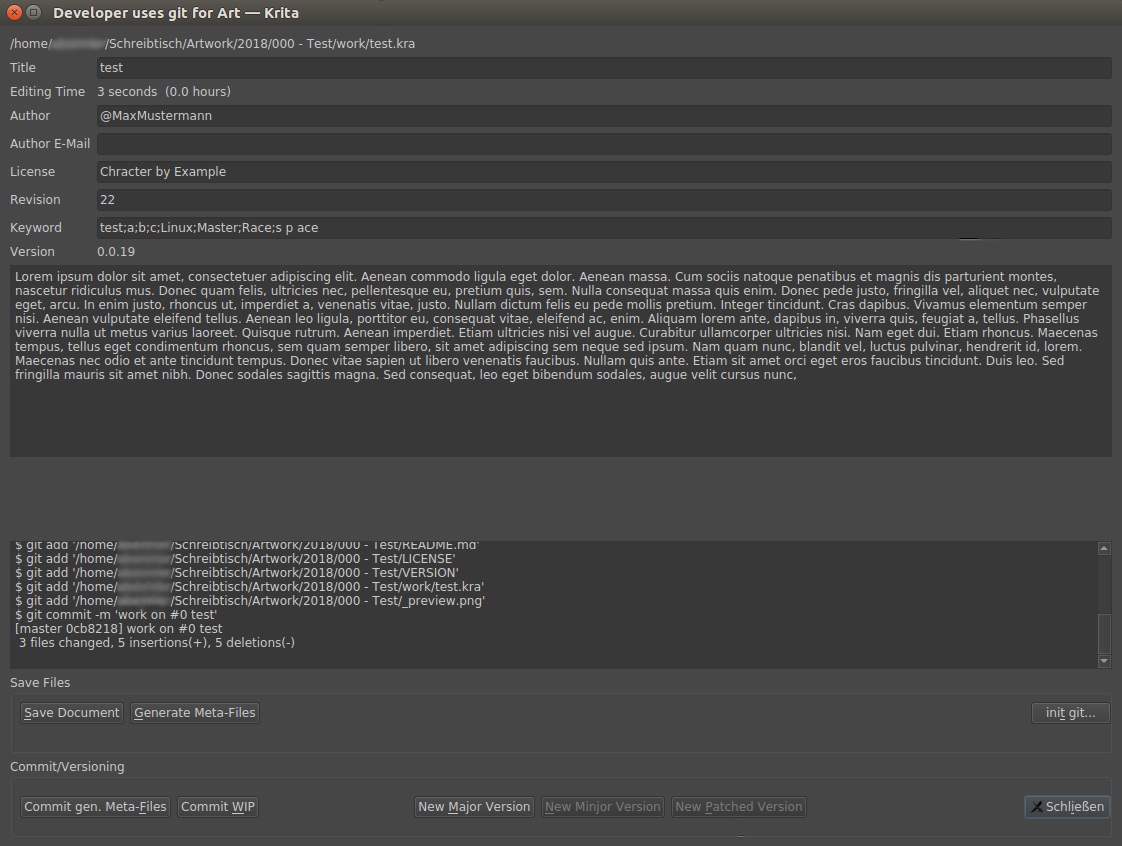 Developer uses git for Art — Krita
/home/ /Schreibtisch/Artwork/2018/000 - Test/work/test.kra
Title test
Editing Time 3 seconds (0.0 hours)
Author @MaxMustermann
Author E-Mail
License Chracter by Example
Revision 22
Keyword test;a;b;c;Linux;Master;Race;s p ace
Version 0.0.19
Lorem ipsum dolor sit amet, consectetuer adipiscing elit. Aenean commodo ligula eget dolor. Aenean massa. Cum sociis natoque penatibus et magnis dis parturient montes,
nascetur ridiculus mus. Donec quam felis, ultricies nec, pellentesque eu, pretium quis, sem. Nulla consequat massa quis enim. Donec pede justo, fringilla vel, aliquet nec, vulputate
eget, arcu. In enim justo, rhoncus ut, imperdiet a, venenatis vitae, justo. Nullam dictum felis eu pede mollis pretium. Integer tincidunt. Cras dapibus. Vivamus elementum semper
nisi. Aenean vulputate eleifend tellus. Aenean leo ligula, porttitor eu, consequat vitae, eleifend ac, enim. Aliquam lorem ante, dapibus in, viverra quis, feugiat a, tellus. Phasellus
viverra nulla ut metus varius laoreet. Quisque rutrum. Aenean imperdiet. Etiam ultricies nisi vel augue. Curabitur ullamcorper ultricies nisi. Nam eget dui. Etiam rhoncus. Maecenas
tempus, tellus eget condimentum rhoncus, sem quam semper libero, sit amet adipiscing sem neque sed ipsum. Nam quam nunc, blandit vel, luctus pulvinar, hendrerit id, lorem.
Maecenas nec odio et ante tincidunt tempus. Donec vitae sapien ut libero venenatis faucibus. Nullam quis ante. Etiam sit amet orci eget eros faucibus tincidunt. Duis leo. Sed
fringilla mauris sit amet nibh. Donec sodales sagittis magna. Sed consequat, leo eget bibendum sodales, augue velit cursus nunc,
$ git add '/home/ /Schreibtisch/Artwork/2018/000 - Test/README.md'
$ git add '/home/ /Schreibtisch/Artwork/2018/000 - Test/LICENSE'
$ git add '/home/ /Schreibtisch/Artwork/2018/000 - Test/VERSION'
$ git add '/home/ /Schreibtisch/Artwork/2018/000 - Test/work/test.kra'
$ git add '/home/ /Schreibtisch/Artwork/2018/000 - Test/_preview.png'
$ git commit -m 'work on #0 test'
[master 0cb8218] work on #0 test
3 files changed, 5 insertions(+), 5 deletions(-)
Save Files
Save Document Generate Meta-Files init git...
Commit/Versioning
Commit gen. Meta-Files Commit WIP New Major Version New Minjor Version New Patched Version Schließen